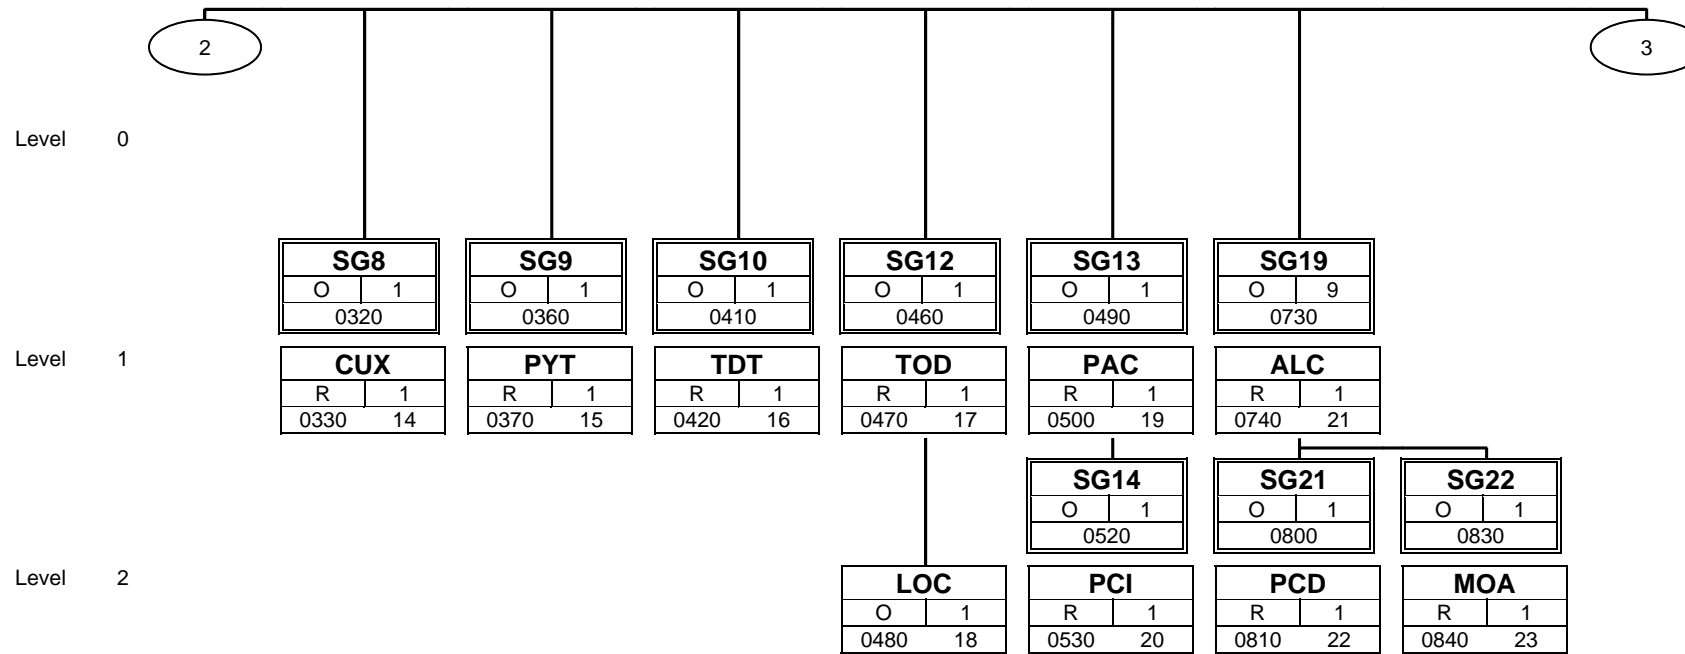 2 3
Level 0
SG8 SG9 SG10 SG12 SG13 SG19
O 1 O 1 O 1 O 1 O 1 O 9
0320 0360 0410 0460 0490 0730
Level 1 CUX PYT TDT TOD PAC ALC
R 1 R 1 R 1 R 1 R 1 R 1
0330 14 0370 15 0420 16 0470 17 0500 19 0740 21
SG14 SG21 SG22
O 1 O 1 O 1
0520 0800 0830
Level 2 LOC PCI PCD MOA
O 1 R 1 R 1 R 1
0480 18 0530 20 0810 22 0840 23